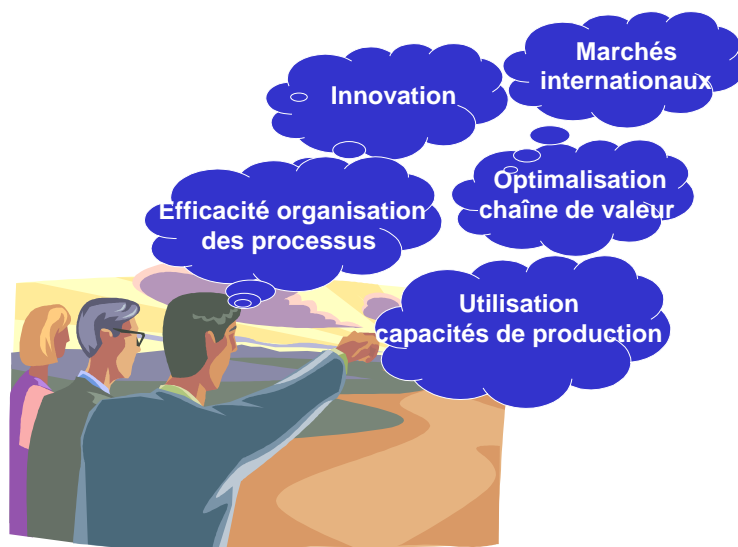 Marchés
internationaux
Innovation
Optimalisation
chaîne de valeur
Efficacité organisation
des processus
Utilisation
capacités de production